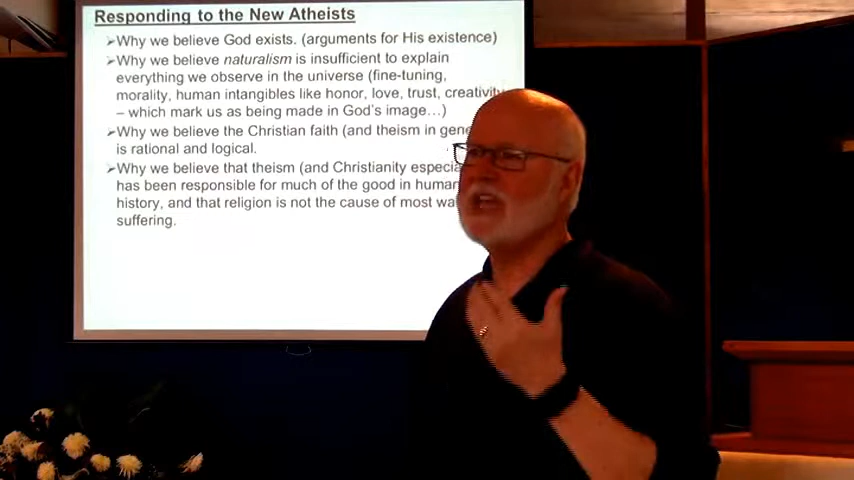 Responding to the New Atheists
➢Why we believe God exists. (arguments for His existence)
➢Why we believe naturalism is insufficient to explain
everything we observe in the universe (fine-tuning,
morality, human intangibles like honor, love, trust, creativity
– which mark us as being made in God's image…)
➢Why we believe the Christian faith (and theism in gene
is rational and logical.
➢Why we believe that theism (and Christianity especia
has been responsible for much of the good in human
history, and that religion is not the cause of most wa
suffering.